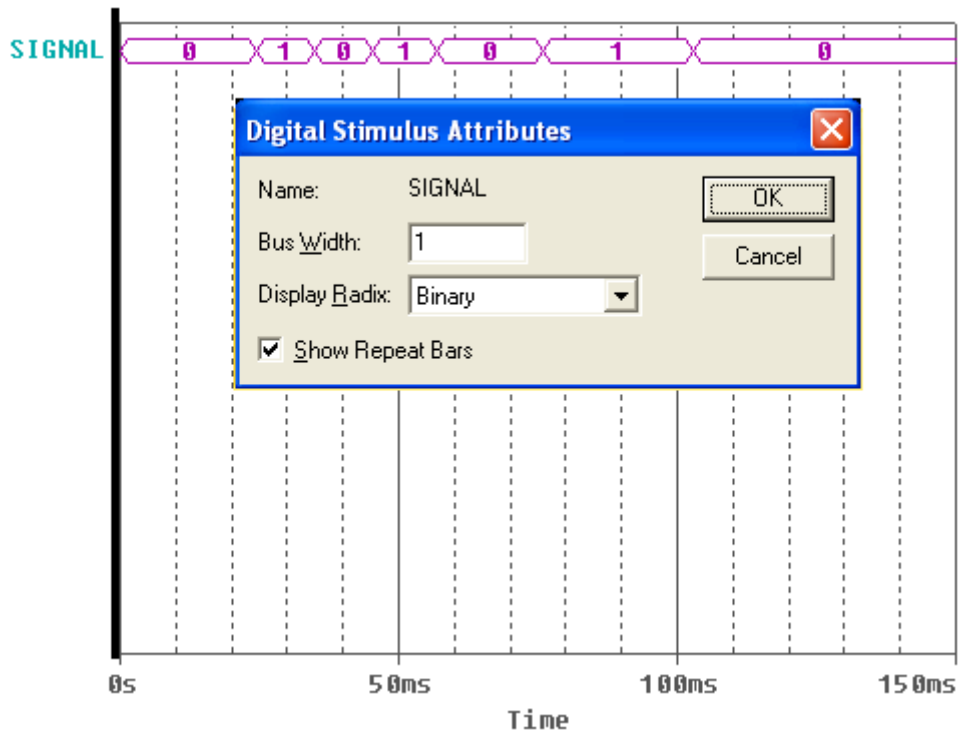 SIGNAL 0 1 0 1 0 1 0
Digital Stimulus Attributes
Name: SIGNAL
OK
Bus Width: 1
Cancel
Display Radix: Binary
Show Repeat Bars
0s 50ms 100ms 150ms
Time